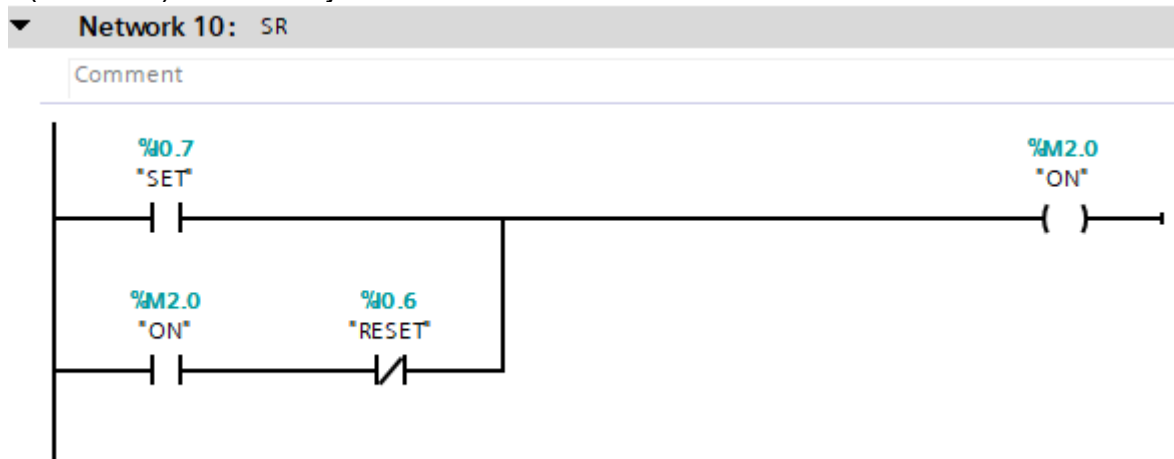 Network 10: SR
Comment
%I0.7
"SET"
%M2.0
"ON"
%M2.0
"ON"
%I0.6
"RESET"